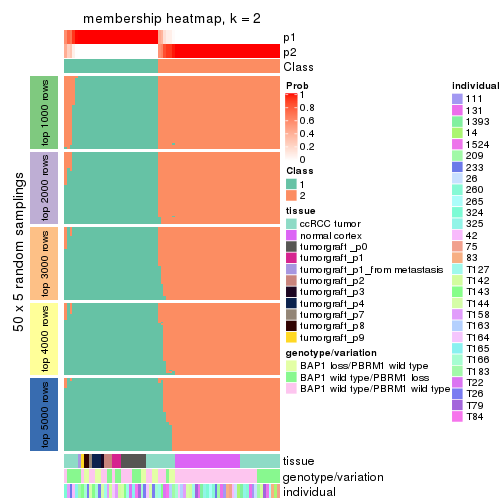 membership heatmap, k = 2
p1
p2
Class
50 x 5 random samplings
top 1000 rows
top 2000 rows
top 3000 rows
top 4000 rows
top 5000 rows
tissue
genotype/variation
individual
Prob
1
0.8
0.6
0.4
0.2
0
Class
1
2
tissue
ccRCC tumor
normal cortex
tumorgraft _p0
tumorgraft_p1
tumorgraft_p1_from metastasis
tumorgraft_p2
tumorgraft_p3
tumorgraft_p4
tumorgraft_p7
tumorgraft_p8
tumorgraft_p9
genotype/variation
BAP1 loss/PBRM1 wild type
BAP1 wild type/PBRM1 loss
BAP1 wild type/PBRM1 wild type
individual
111
131
1393
14
1524
209
233
26
260
265
324
325
42
75
83
T127
T142
T143
T144
T158
T163
T164
T165
T166
T183
T22
T26
T79
T84